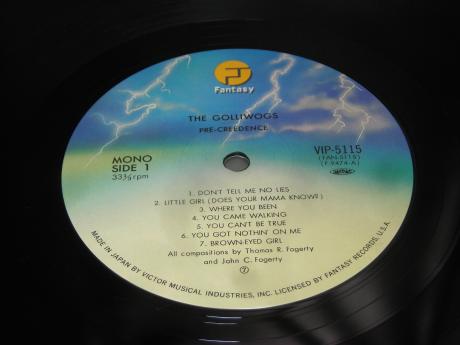 Fantasy
THE GOLLIWOGS
PRE-CREEDENCE
MONO
SIDE 1
33⅓ rpm
VIP-5115
(FAN-5115)
(F-9474-A)
1. DON'T TELL ME NO LIES
2. LITTLE GIRL (DOES YOUR MAMA KNOW?)
3. WHERE YOU BEEN
4. YOU CAME WALKING
5. YOU CAN'T BE TRUE
6. YOU GOT NOTHIN' ON ME
7. BROWN-EYED GIRL
All compositions by Thomas R. Fogerty
and John C. Fogerty
MADE IN JAPAN BY VICTOR MUSICAL INDUSTRIES, INC. LICENSED BY FANTASY RECORDS, U.S.A.